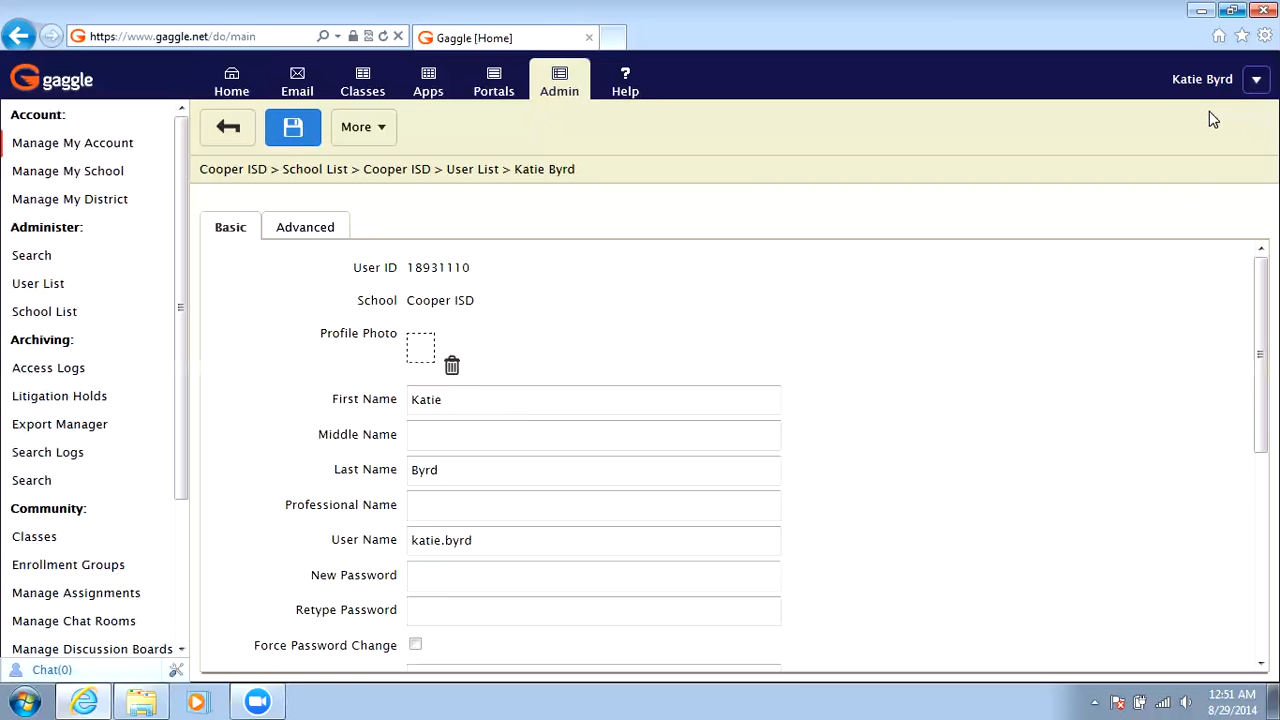 https://www.gaggle.net/do/main
Gaggle [Home]
gaggle
Home
Email
Classes
Apps
Portals
Admin
Help
Katie Byrd
Account:
Manage My Account
Manage My School
Manage My District
Administer:
Search
User List
School List
Archiving:
Access Logs
Litigation Holds
Export Manager
Search Logs
Search
Community:
Classes
Enrollment Groups
Manage Assignments
Manage Chat Rooms
Manage Discussion Boards
Chat(0)
More
Cooper ISD > School List > Cooper ISD > User List > Katie Byrd
Basic
Advanced
User ID 18931110
School Cooper ISD
Profile Photo
First Name Katie
Middle Name
Last Name Byrd
Professional Name
User Name katie.byrd
New Password
Retype Password
Force Password Change
12:51 AM
8/29/2014